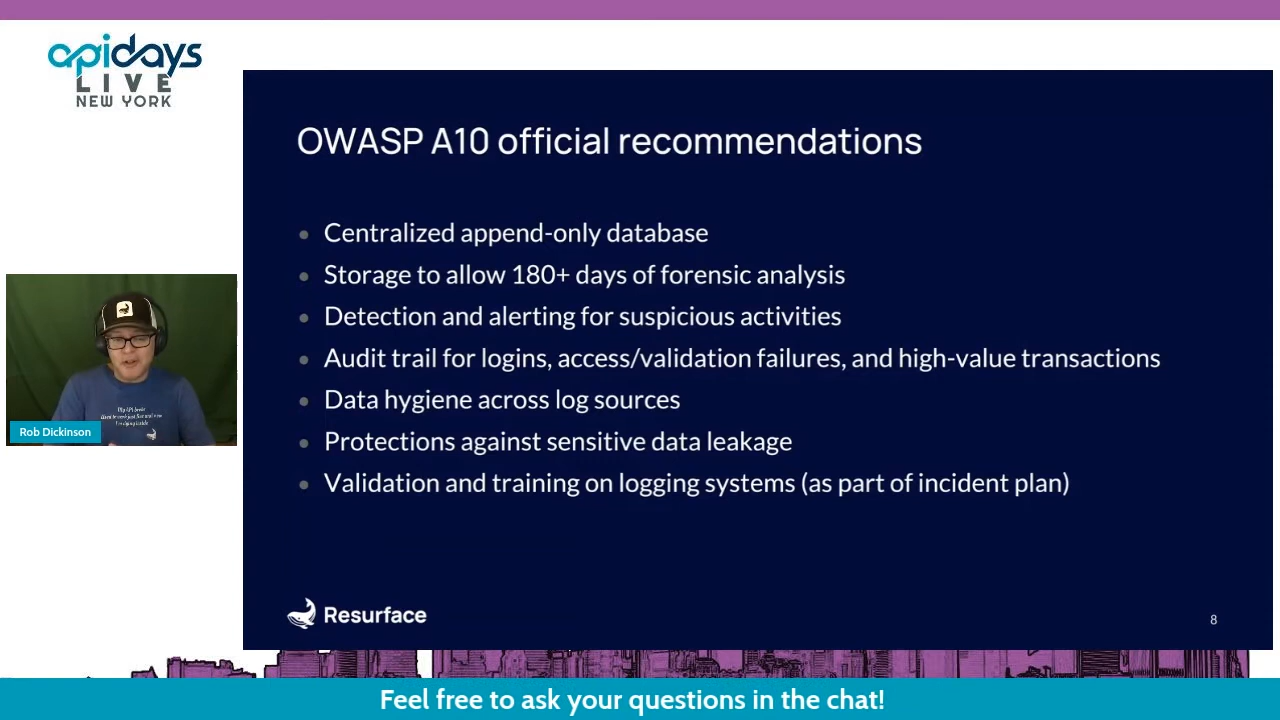 apidays
LIVE
NEW YORK
OWASP A10 official recommendations
• Centralized append-only database
• Storage to allow 180+ days of forensic analysis
• Detection and alerting for suspicious activities
• Audit trail for logins, access/validation failures, and high-value transactions
• Data hygiene across log sources
• Protections against sensitive data leakage
• Validation and training on logging systems (as part of incident plan)
Rob Dickinson
Resurface
8
Feel free to ask your questions in the chat!